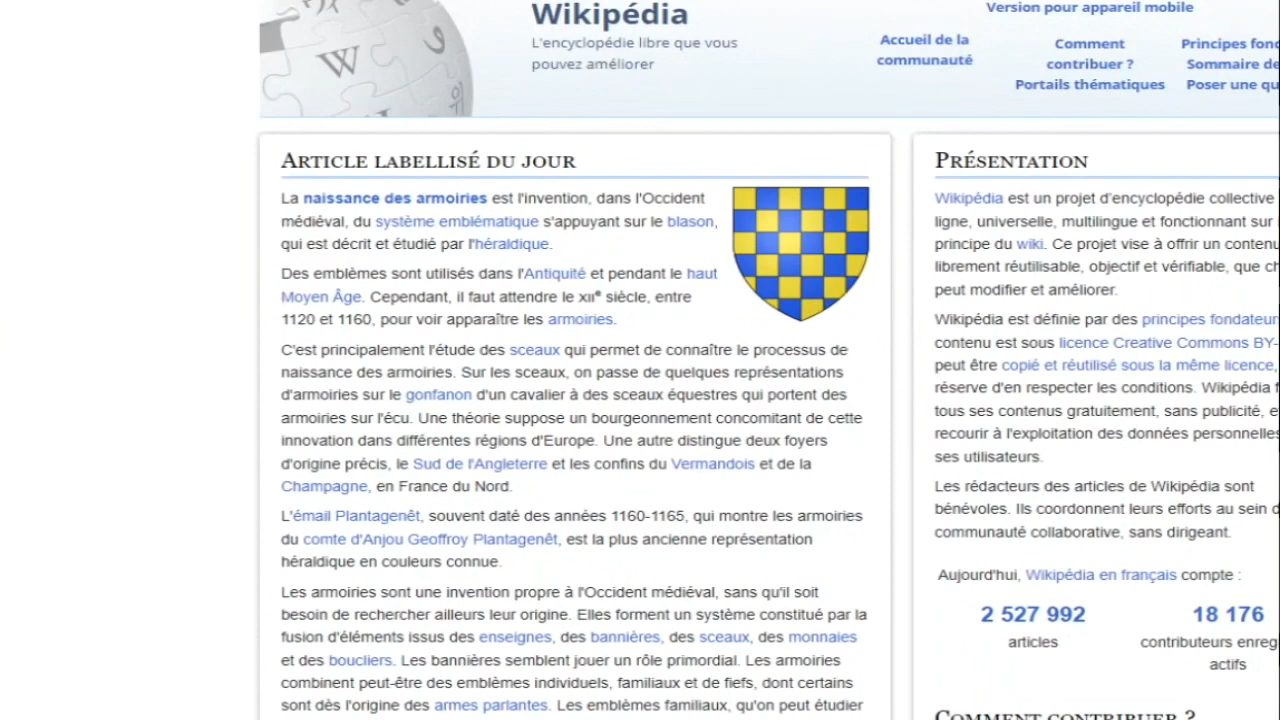 Wikipédia
L'encyclopédie libre que vous
pouvez améliorer
Version pour appareil mobile
Accueil de la
communauté
Comment
contribuer ?
Portails thématiques
Principes
Sommaire
Poser une
ARTICLE LABELLISÉ DU JOUR
La naissance des armoiries est l'invention, dans l'Occident
médiéval, du système emblématique s'appuyant sur le blason,
qui est décrit et étudié par l'héraldique.
Des emblèmes sont utilisés dans l'Antiquité et pendant le haut
Moyen Âge. Cependant, il faut attendre le XIIe siècle, entre
1120 et 1160, pour voir apparaître les armoiries.
C'est principalement l'étude des sceaux qui permet de connaître le processus de
naissance des armoiries. Sur les sceaux, on passe de quelques représentations
d'armoiries sur le gonfanon d'un cavalier à des sceaux équestres qui portent des
armoiries sur l'écu. Une théorie suppose un bourgeonnement concomitant de cette
innovation dans différentes régions d'Europe. Une autre distingue deux foyers
d'origine précis, le Sud de l'Angleterre et les confins du Vermandois et de la
Champagne, en France du Nord.
L'émail Plantagenêt, souvent daté des années 1160-1165, qui montre les armoiries
du comte d'Anjou Geoffroy Plantagenêt, est la plus ancienne représentation
héraldique en couleurs connue.
Les armoiries sont une invention propre à l'Occident médiéval, sans qu'il soit
besoin de rechercher ailleurs leur origine. Elles forment un système constitué par la
fusion d'éléments issus des enseignes, des bannières, des sceaux, des monnaies
et des boucliers. Les bannières semblent jouer un rôle primordial. Les armoiries
combinent peut-être des emblèmes individuels, familiaux et de fiefs, dont certains
sont dès l'origine des armes parlantes. Les emblèmes familiaux, qu'on peut étudier
PRÉSENTATION
Wikipédia est un projet d'encyclopédie collective
ligne, universelle, multilingue et fonctionnant sur
principe du wiki. Ce projet vise à offrir un contenu
librement réutilisable, objectif et vérifiable, que
peut modifier et améliorer.
Wikipédia est définie par des principes fondateur
contenu est sous licence Creative Commons BY-
peut être copié et réutilisé sous la même licence,
réserve d'en respecter les conditions. Wikipédia
tous ses contenus gratuitement, sans publicité,
recourir à l'exploitation des données personnelles
ses utilisateurs.
Les rédacteurs des articles de Wikipédia sont
bénévoles. Ils coordonnent leurs efforts au sein
communauté collaborative, sans dirigeant.
Aujourd'hui, Wikipédia en français compte :
2 527 992
articles
18 176
contributeurs enreg
actifs
COMMENT CONTRIBUER ?